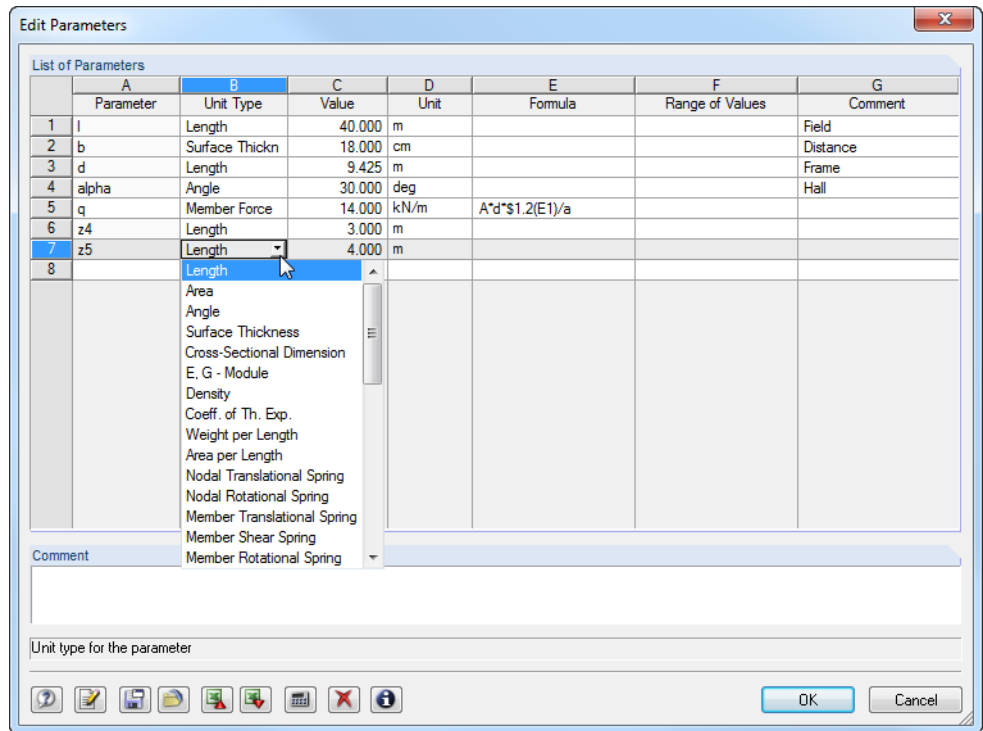 Edit Parameters
List of Parameters
A B C D E F G
Parameter Unit Type Value Unit Formula Range of Values Comment
1 l Length 40.000 m Field
2 b Surface Thickn 18.000 cm Distance
3 d Length 9.425 m Frame
4 alpha Angle 30.000 deg Hall
5 q Member Force 14.000 kN/m A*d*$1.2(E1)/a
6 z4 Length 3.000 m
7 z5 Length 4.000 m
8
Length
Area
Angle
Surface Thickness
Cross-Sectional Dimension
E, G - Module
Density
Coeff. of Th. Exp.
Weight per Length
Area per Length
Nodal Translational Spring
Nodal Rotational Spring
Member Translational Spring
Member Shear Spring
Member Rotational Spring
Comment
Unit type for the parameter
OK Cancel